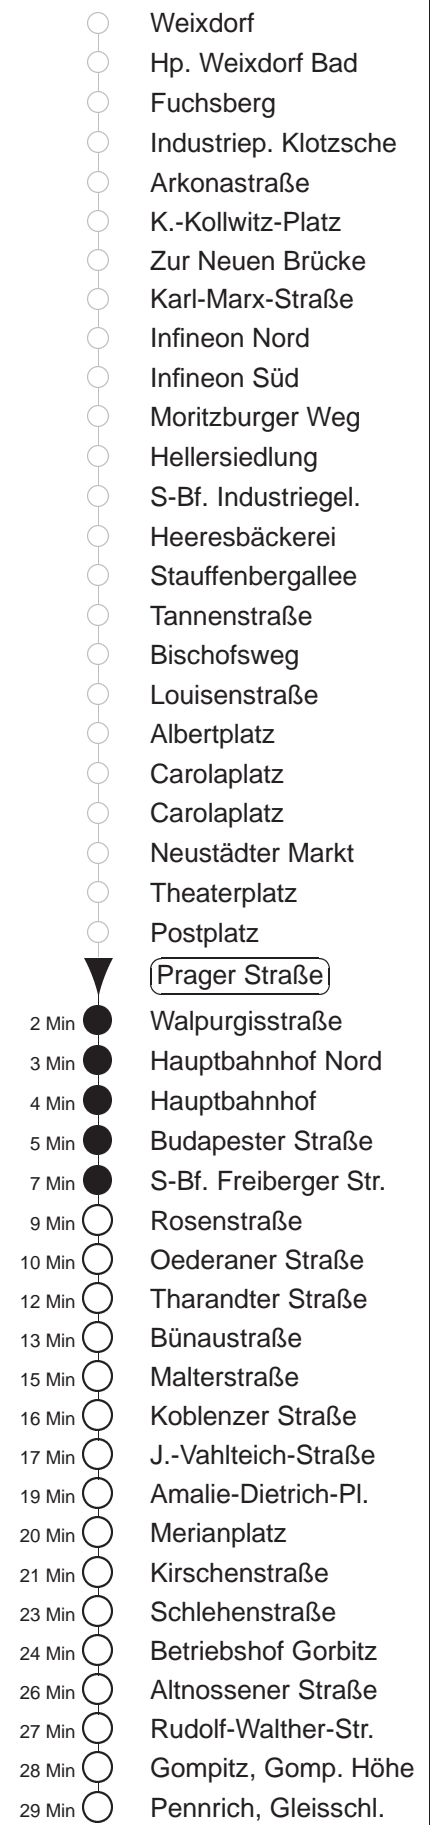 Weixdorf
Hp. Weixdorf Bad
Fuchsberg
Industriep. Klotzsche
Arkonastraße
K.-Kollwitz-Platz
Zur Neuen Brücke
Karl-Marx-Straße
Infineon Nord
Infineon Süd
Moritzburger Weg
Hellersiedlung
S-Bf. Industriegel.
Heeresbäckerei
Stauffenbergallee
Tannenstraße
Bischofsweg
Louisenstraße
Albertplatz
Carolaplatz
Carolaplatz
Neustädter Markt
Theaterplatz
Postplatz
Prager Straße
2 Min Walpurgisstraße
3 Min Hauptbahnhof Nord
4 Min Hauptbahnhof
5 Min Budapester Straße
7 Min S-Bf. Freiberger Str.
9 Min Rosenstraße
10 Min Oederaner Straße
12 Min Tharandter Straße
13 Min Bünaustraße
15 Min Malterstraße
16 Min Koblenzer Straße
17 Min J.-Vahlteich-Straße
19 Min Amalie-Dietrich-Pl.
20 Min Merianplatz
21 Min Kirschenstraße
23 Min Schlehenstraße
24 Min Betriebshof Gorbitz
26 Min Altnossener Straße
27 Min Rudolf-Walther-Str.
28 Min Gompitz, Gomp. Höhe
29 Min Pennrich, Gleisschl.